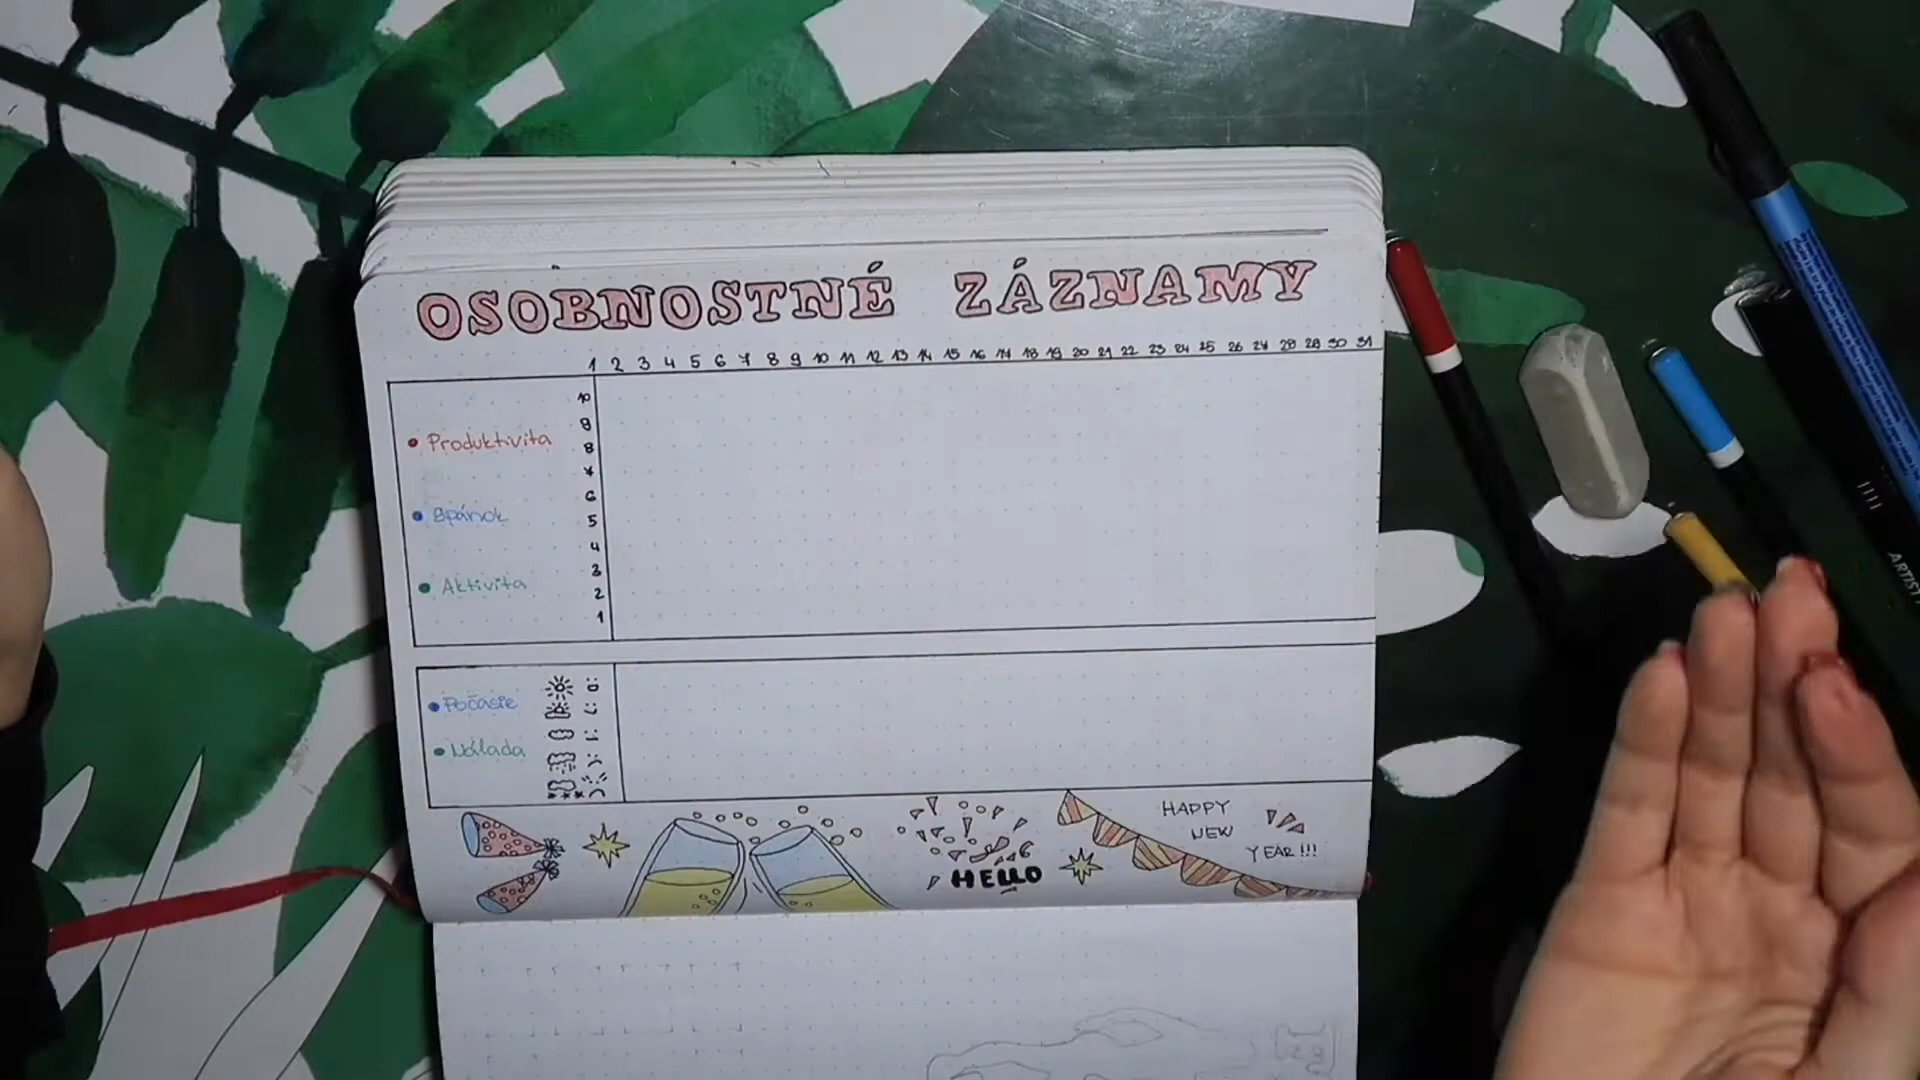 OSOBNOSTNÉ ZÁZNAMY
1 2 3 4 5 6 7 8 9 10 11 12 13 14 15 16 17 18 19 20 21 22 23 24 25 26 27 28 29 30 31
10
9
Produktivita
8
7
6
Spánok
5
4
3
Aktivita
2
1
Počasie
Nálada
HAPPY
NEW
YEAR!!!
HELLO
ARTIST